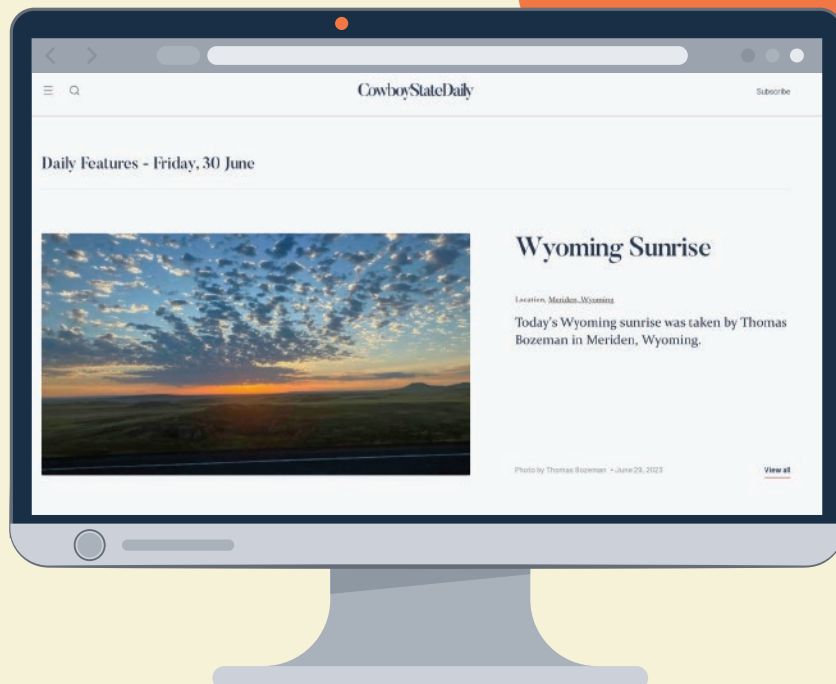 CowboyStateDaily
Subscribe
Daily Features - Friday, 30 June
Wyoming Sunrise
Location, Meriden, Wyoming
Today's Wyoming sunrise was taken by Thomas
Bozeman in Meriden, Wyoming.
Photo by Thomas Bozeman • June 29, 2023
View all